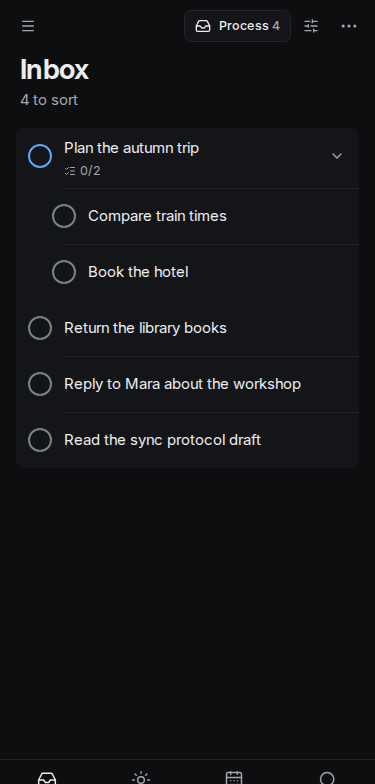 Process 4
Inbox
4 to sort
Plan the autumn trip
0/2
Compare train times
Book the hotel
Return the library books
Reply to Mara about the workshop
Read the sync protocol draft